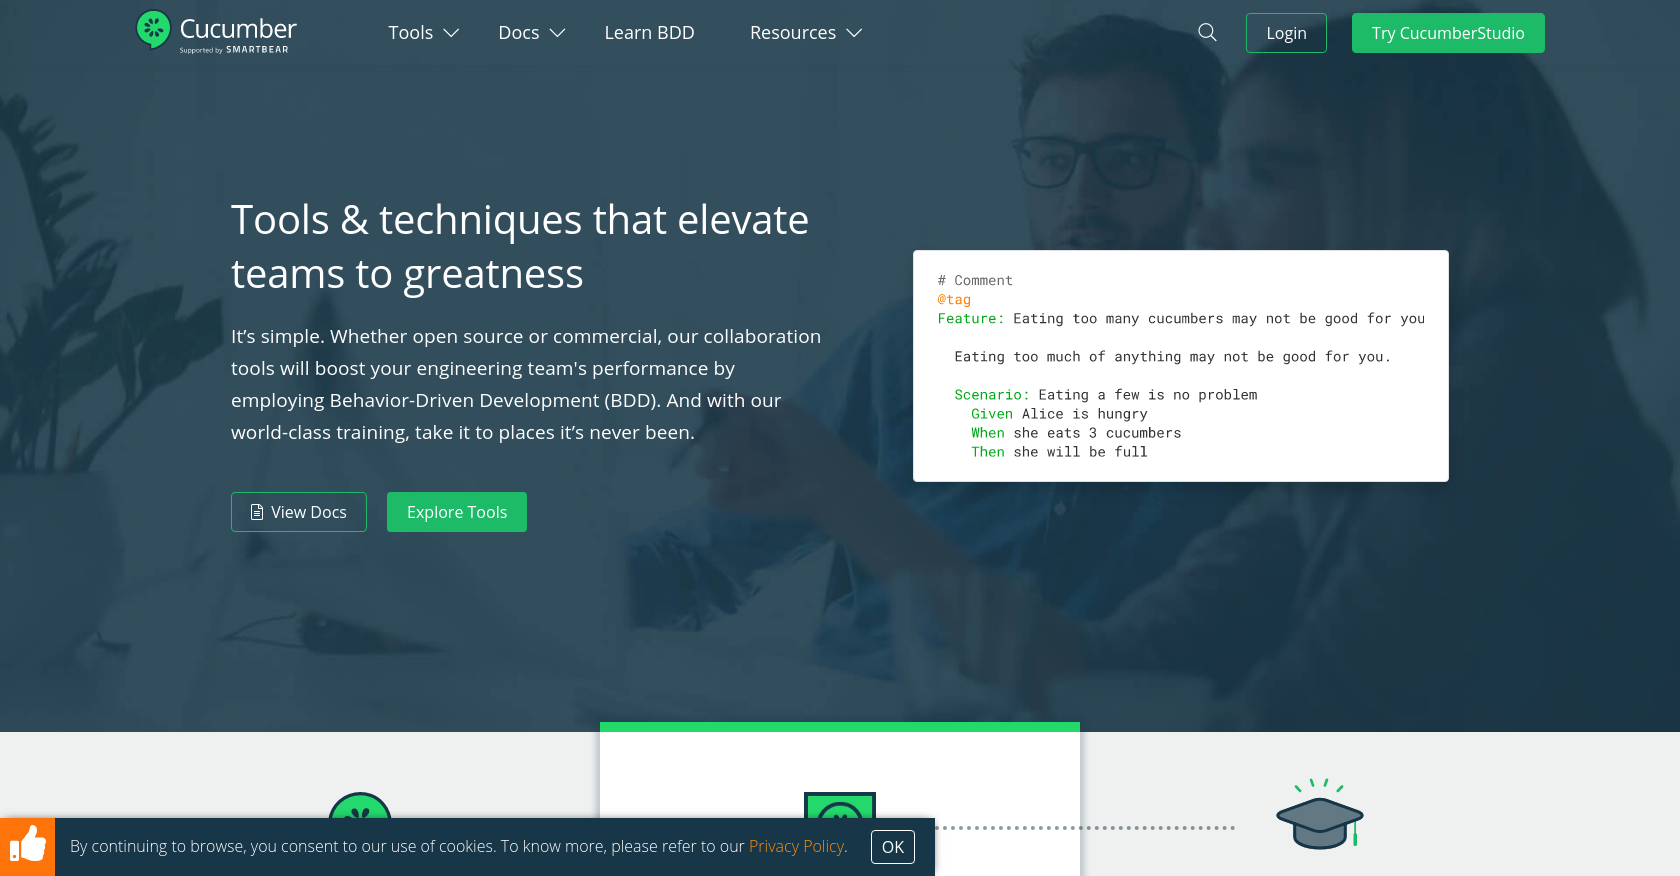 Cucumber
Supported by SMARTBEAR
Tools
Docs
Learn BDD
Resources
Login
Try CucumberStudio
Tools & techniques that elevate
teams to greatness
It’s simple. Whether open source or commercial, our collaboration
tools will boost your engineering team's performance by
employing Behavior-Driven Development (BDD). And with our
world-class training, take it to places it’s never been.
View Docs
Explore Tools
# Comment
@tag
Feature: Eating too many cucumbers may not be good for you
Eating too much of anything may not be good for you.
Scenario: Eating a few is no problem
Given Alice is hungry
When she eats 3 cucumbers
Then she will be full
By continuing to browse, you consent to our use of cookies. To know more, please refer to our Privacy Policy.
OK